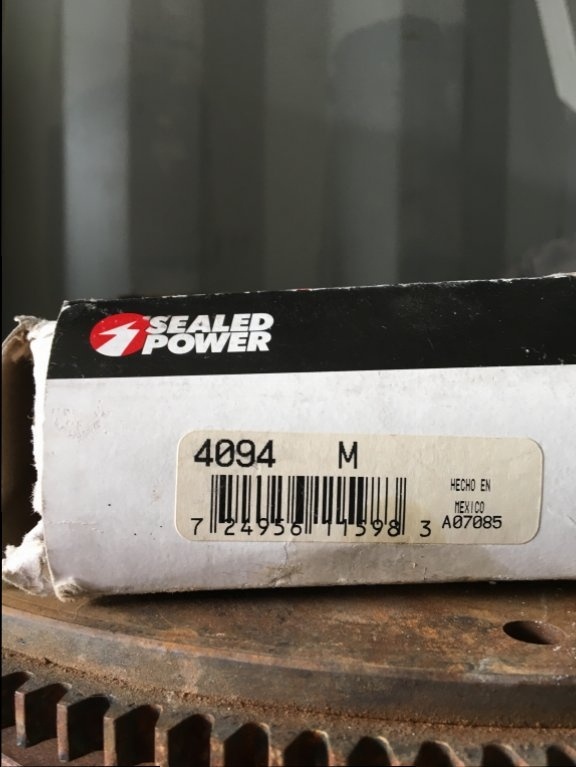 SEALED
POWER
4094 M
HECHO EN
MEXICO
7 24956 11598 3 A07085